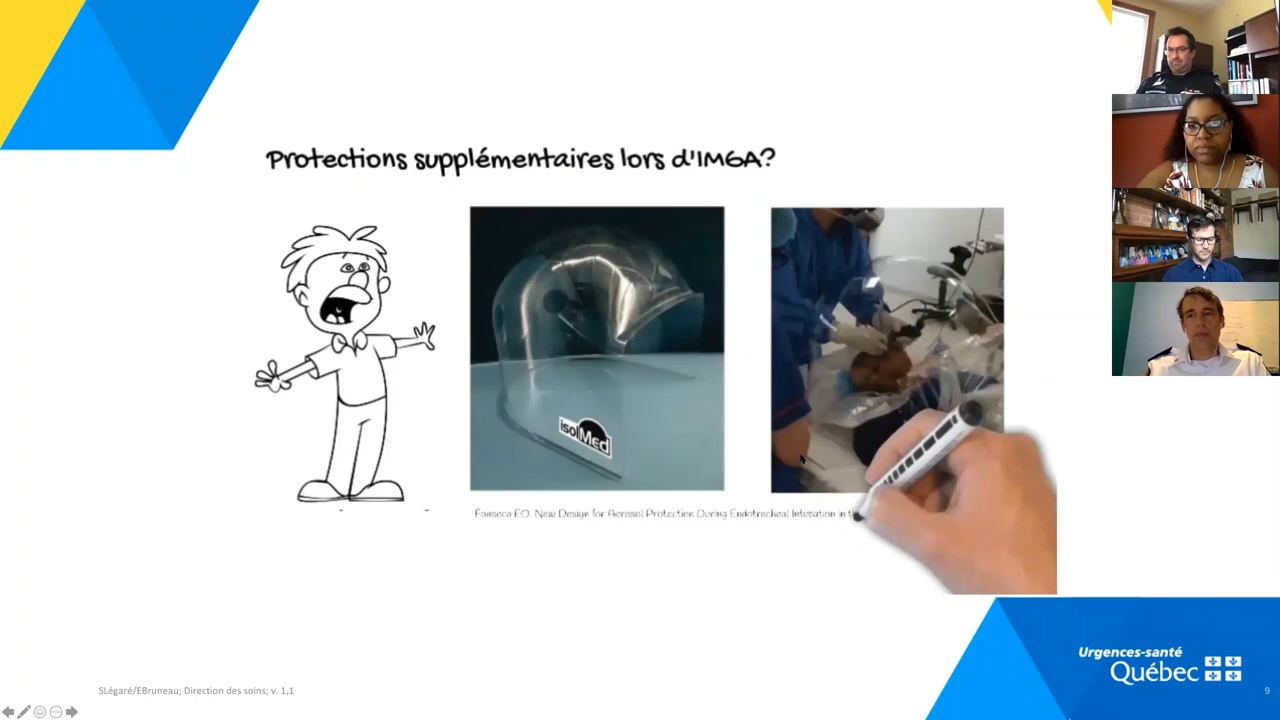 Protections supplémentaires lors d'IMGA?
isolMed
Fonseca EO. New Design for Aerosol Protection During Endotracheal Intubation in
Urgences-santé
Québec
SLégaré/EBruneau; Direction des soins; v. 1,1
9